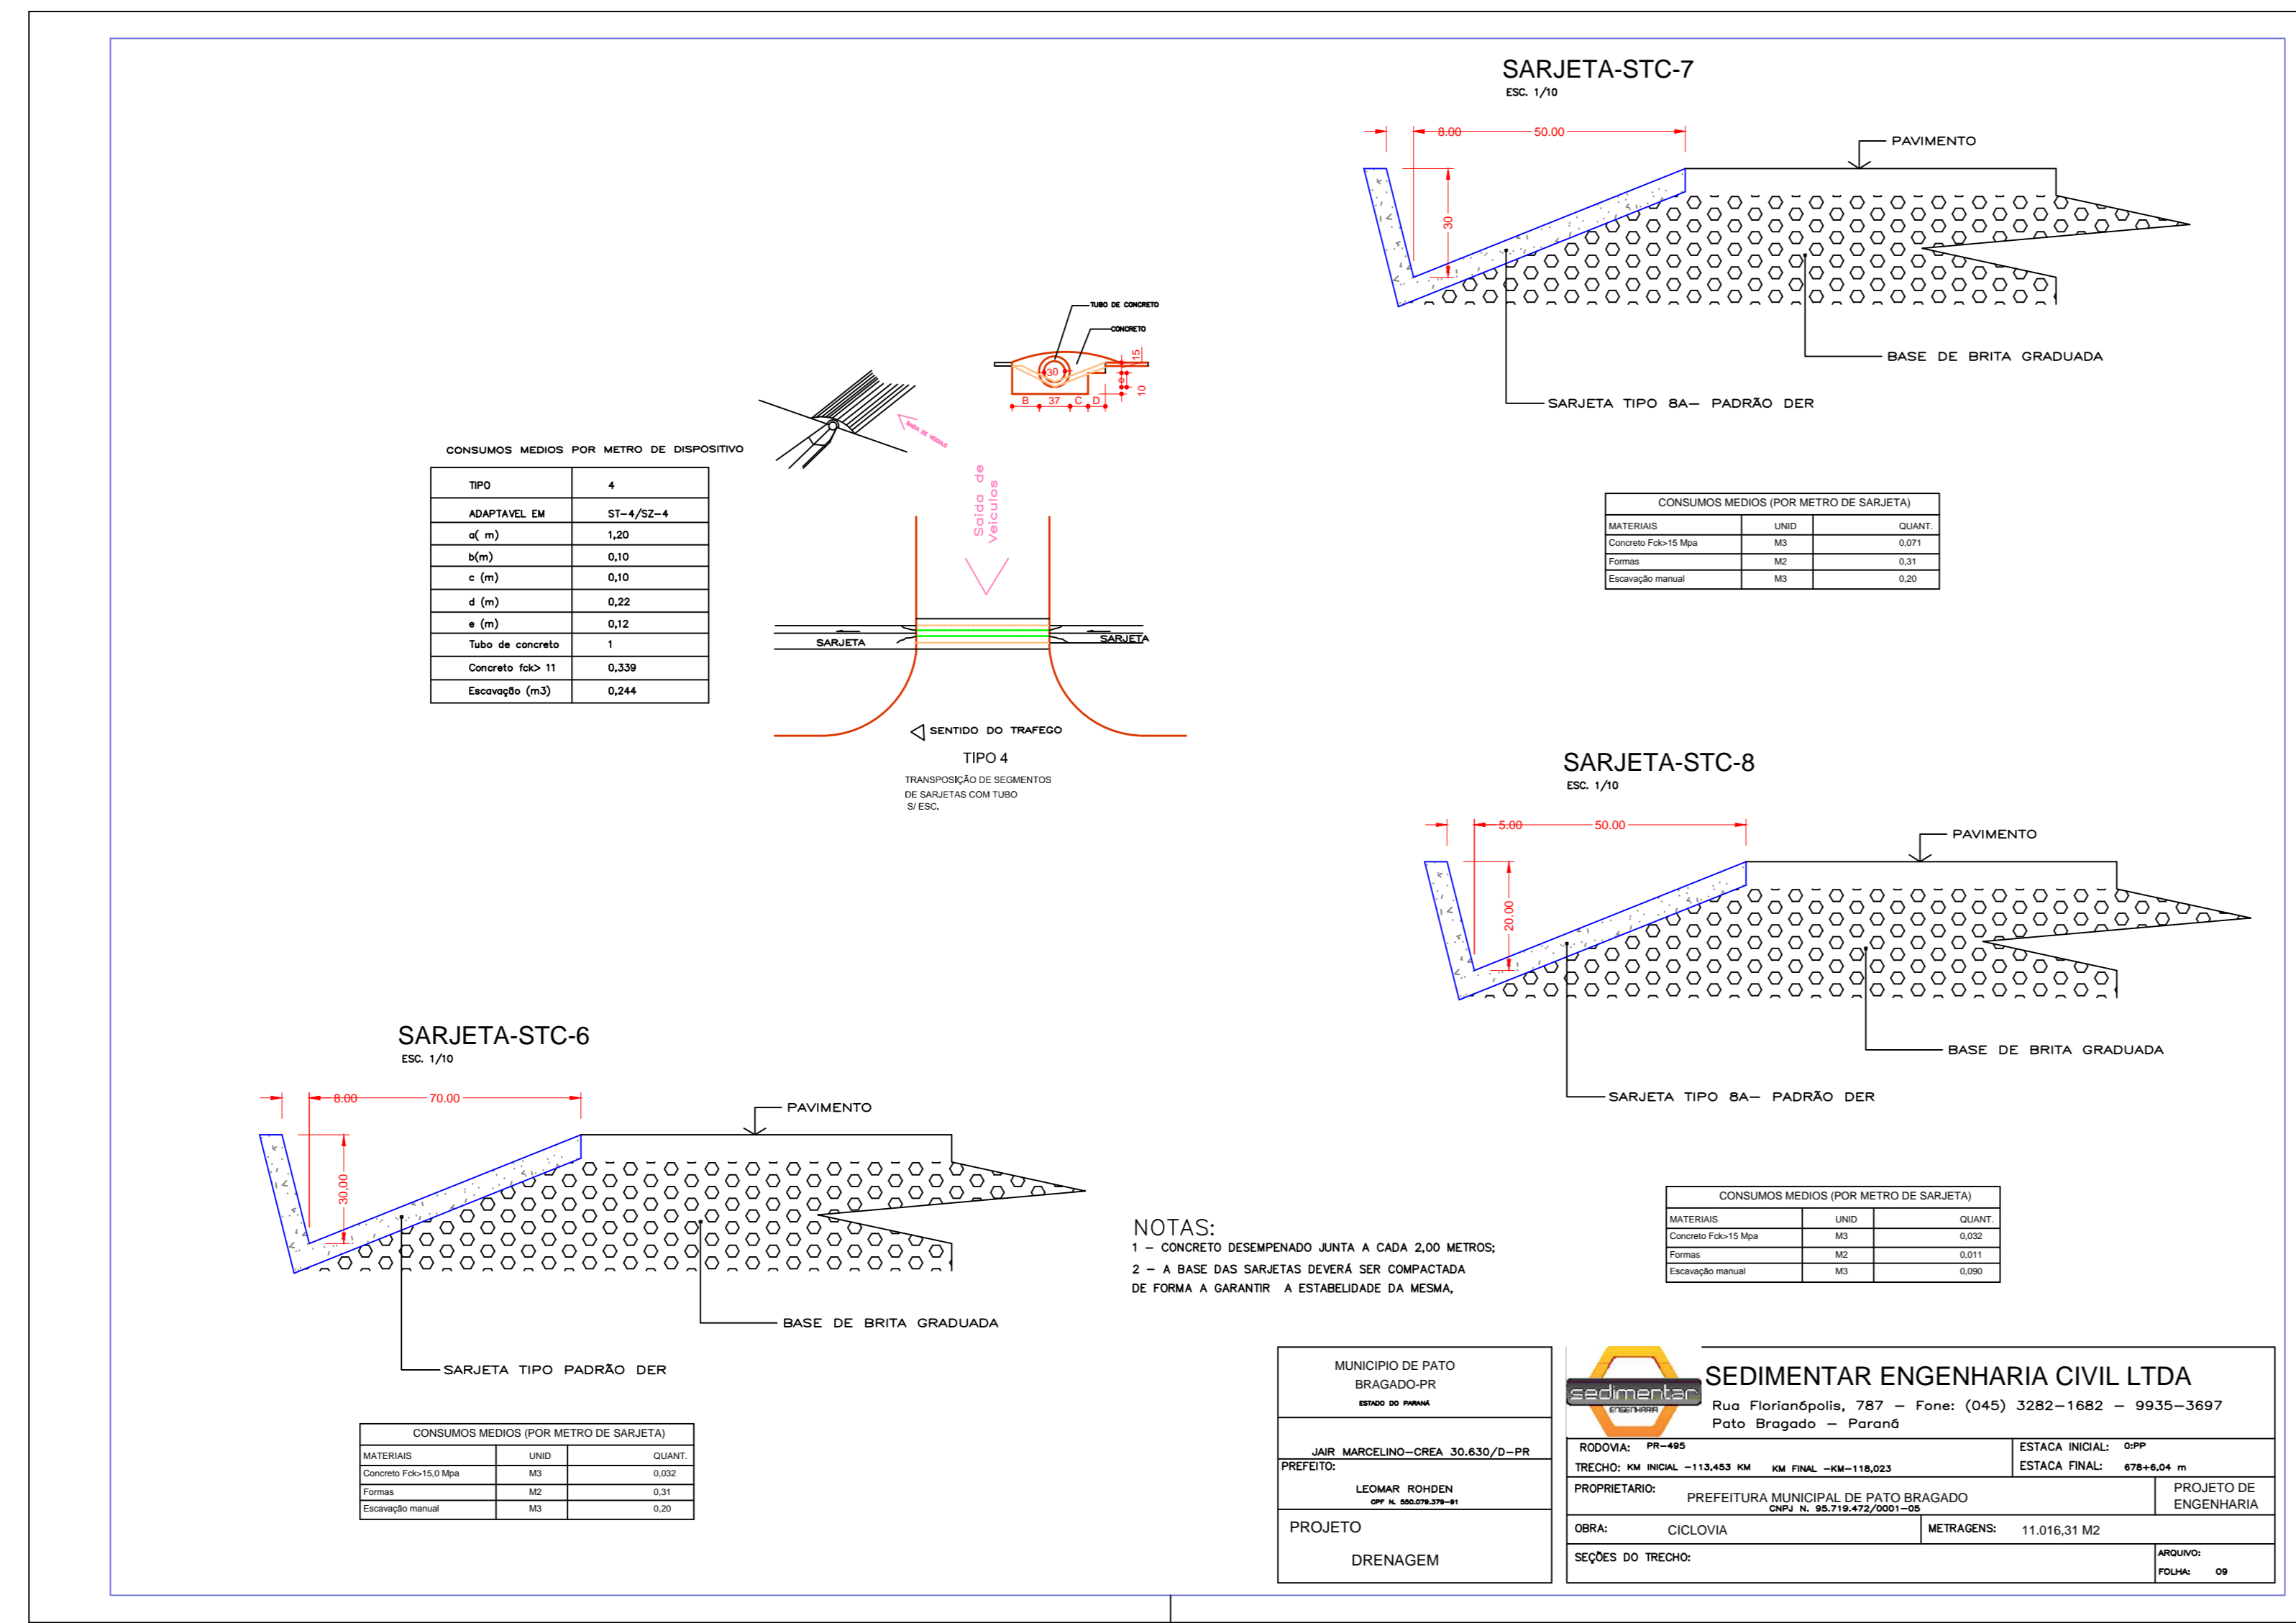 SARJETA-STC-7
ESC. 1/10
8.00
50.00
PAVIMENTO
30
BASE DE BRITA GRADUADA
SARJETA TIPO 8A- PADRÃO DER
CONSUMOS MEDIOS (POR METRO DE SARJETA)
MATERIAIS UNID QUANT.
Concreto Fck>15 Mpa M3 0,071
Formas M2 0,31
Escavação manual M3 0,20
TUBO DE CONCRETO
CONCRETO
15
30
e
10
B 37 C D
SAIDA DE VEICULO
Saida de
Veiculos
SARJETA
SARJETA
SENTIDO DO TRAFEGO
TIPO 4
TRANSPOSIÇÃO DE SEGMENTOS
DE SARJETAS COM TUBO
S/ ESC.
CONSUMOS MEDIOS POR METRO DE DISPOSITIVO
TIPO 4
ADAPTAVEL EM ST-4/SZ-4
a( m) 1,20
b(m) 0,10
c (m) 0,10
d (m) 0,22
e (m) 0,12
Tubo de concreto 1
Concreto fck> 11 0,339
Escavação (m3) 0,244
SARJETA-STC-8
ESC. 1/10
5.00
50.00
PAVIMENTO
20.00
BASE DE BRITA GRADUADA
SARJETA TIPO 8A- PADRÃO DER
CONSUMOS MEDIOS (POR METRO DE SARJETA)
MATERIAIS UNID QUANT.
Concreto Fck>15 Mpa M3 0,032
Formas M2 0,011
Escavação manual M3 0,090
SARJETA-STC-6
ESC. 1/10
8.00
70.00
PAVIMENTO
30,00
BASE DE BRITA GRADUADA
SARJETA TIPO PADRÃO DER
CONSUMOS MEDIOS (POR METRO DE SARJETA)
MATERIAIS UNID QUANT.
Concreto Fck>15,0 Mpa M3 0,032
Formas M2 0,31
Escavação manual M3 0,20
NOTAS:
1 - CONCRETO DESEMPENADO JUNTA A CADA 2,00 METROS;
2 - A BASE DAS SARJETAS DEVERÁ SER COMPACTADA
DE FORMA A GARANTIR A ESTABELIDADE DA MESMA,
MUNICIPIO DE PATO
BRAGADO-PR
ESTADO DO PARANÁ
JAIR MARCELINO-CREA 30.630/D-PR
PREFEITO:
LEOMAR ROHDEN
CPF N. 550.079.379-91
PROJETO
DRENAGEM
sedimentar
ENGENHARIA
SEDIMENTAR ENGENHARIA CIVIL LTDA
Rua Florianópolis, 787 - Fone: (045) 3282-1682 - 9935-3697
Pato Bragado - Paraná
RODOVIA: PR-495
ESTACA INICIAL: 0:PP
TRECHO: KM INICIAL -113,453 KM KM FINAL -KM-118,023
ESTACA FINAL: 678+6,04 m
PROPRIETARIO:
PREFEITURA MUNICIPAL DE PATO BRAGADO
CNPJ N. 95.719.472/0001-05
PROJETO DE
ENGENHARIA
OBRA: CICLOVIA
METRAGENS: 11.016,31 M2
SEÇÕES DO TRECHO:
ARQUIVO:
FOLHA: 09